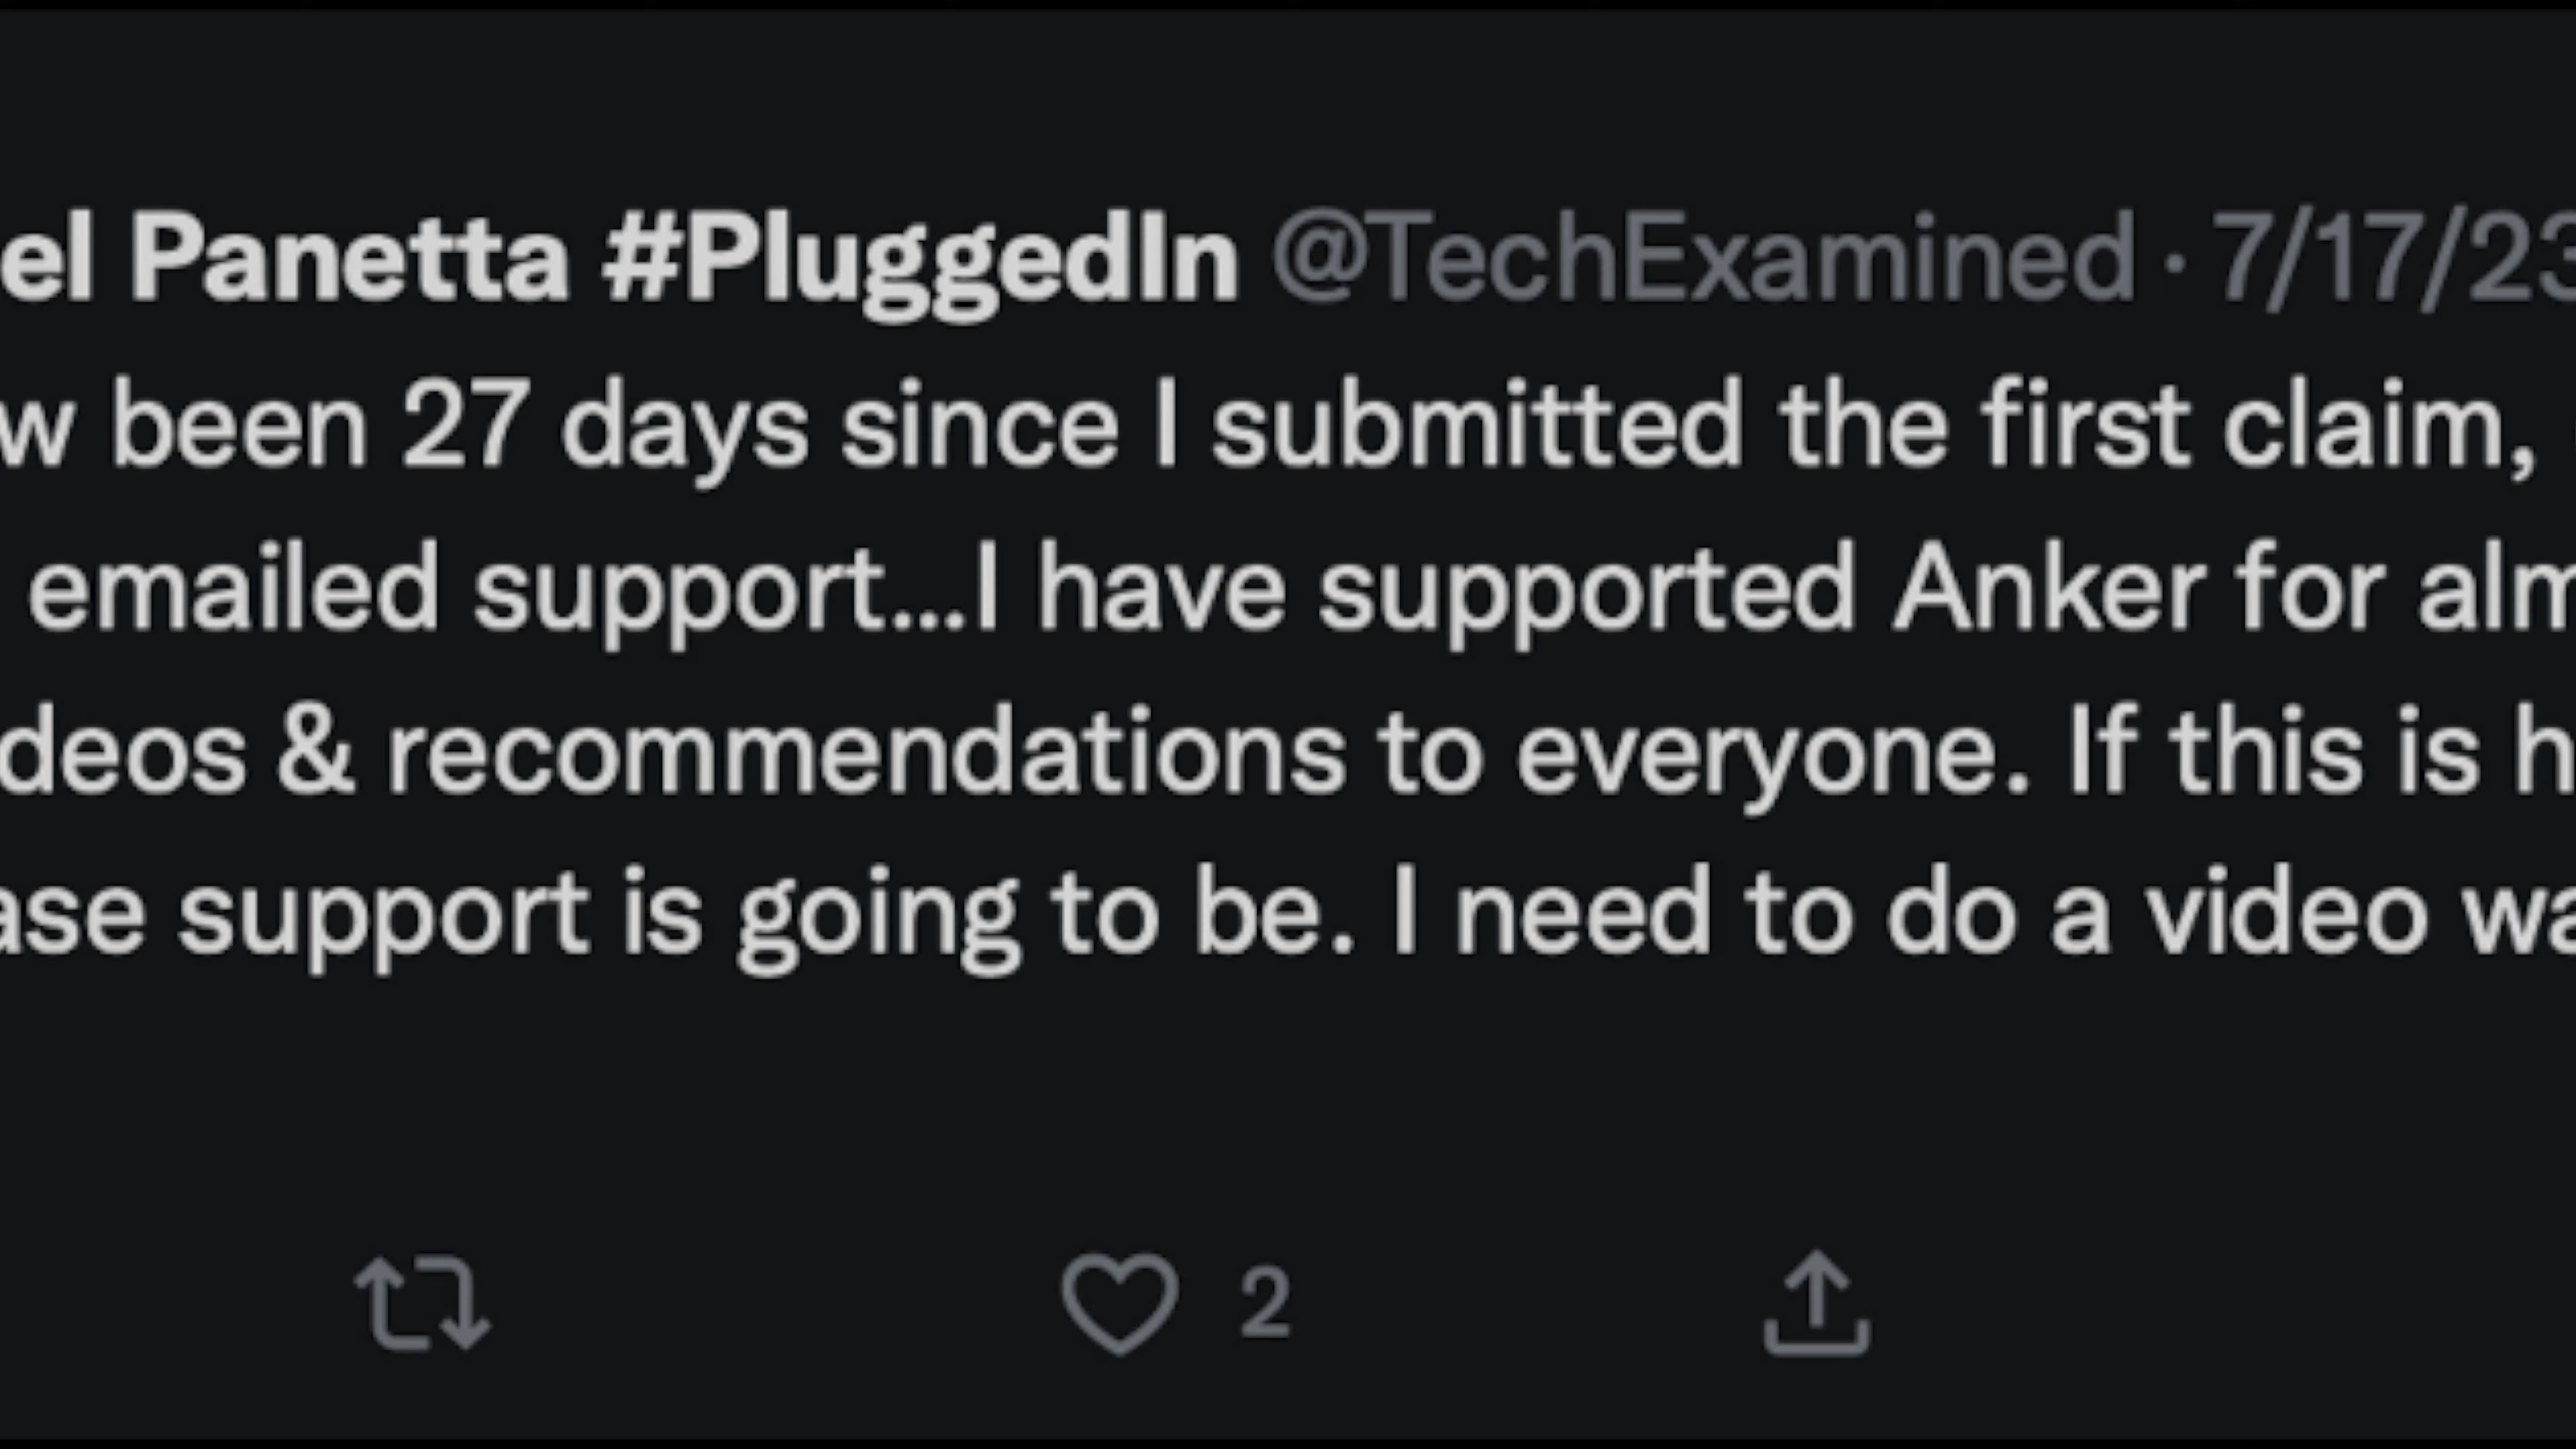 el Panetta #PluggedIn @TechExamined · 7/17/23
w been 27 days since I submitted the first claim,
emailed support...I have supported Anker for alm
deos & recommendations to everyone. If this is h
ase support is going to be. I need to do a video wa
2